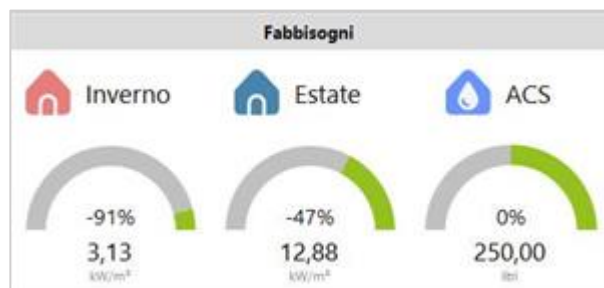 Fabbisogni
Inverno
Estate
ACS
-91%
-47%
0%
3,13
12,88
250,00
kW/m²
kW/m²
litri